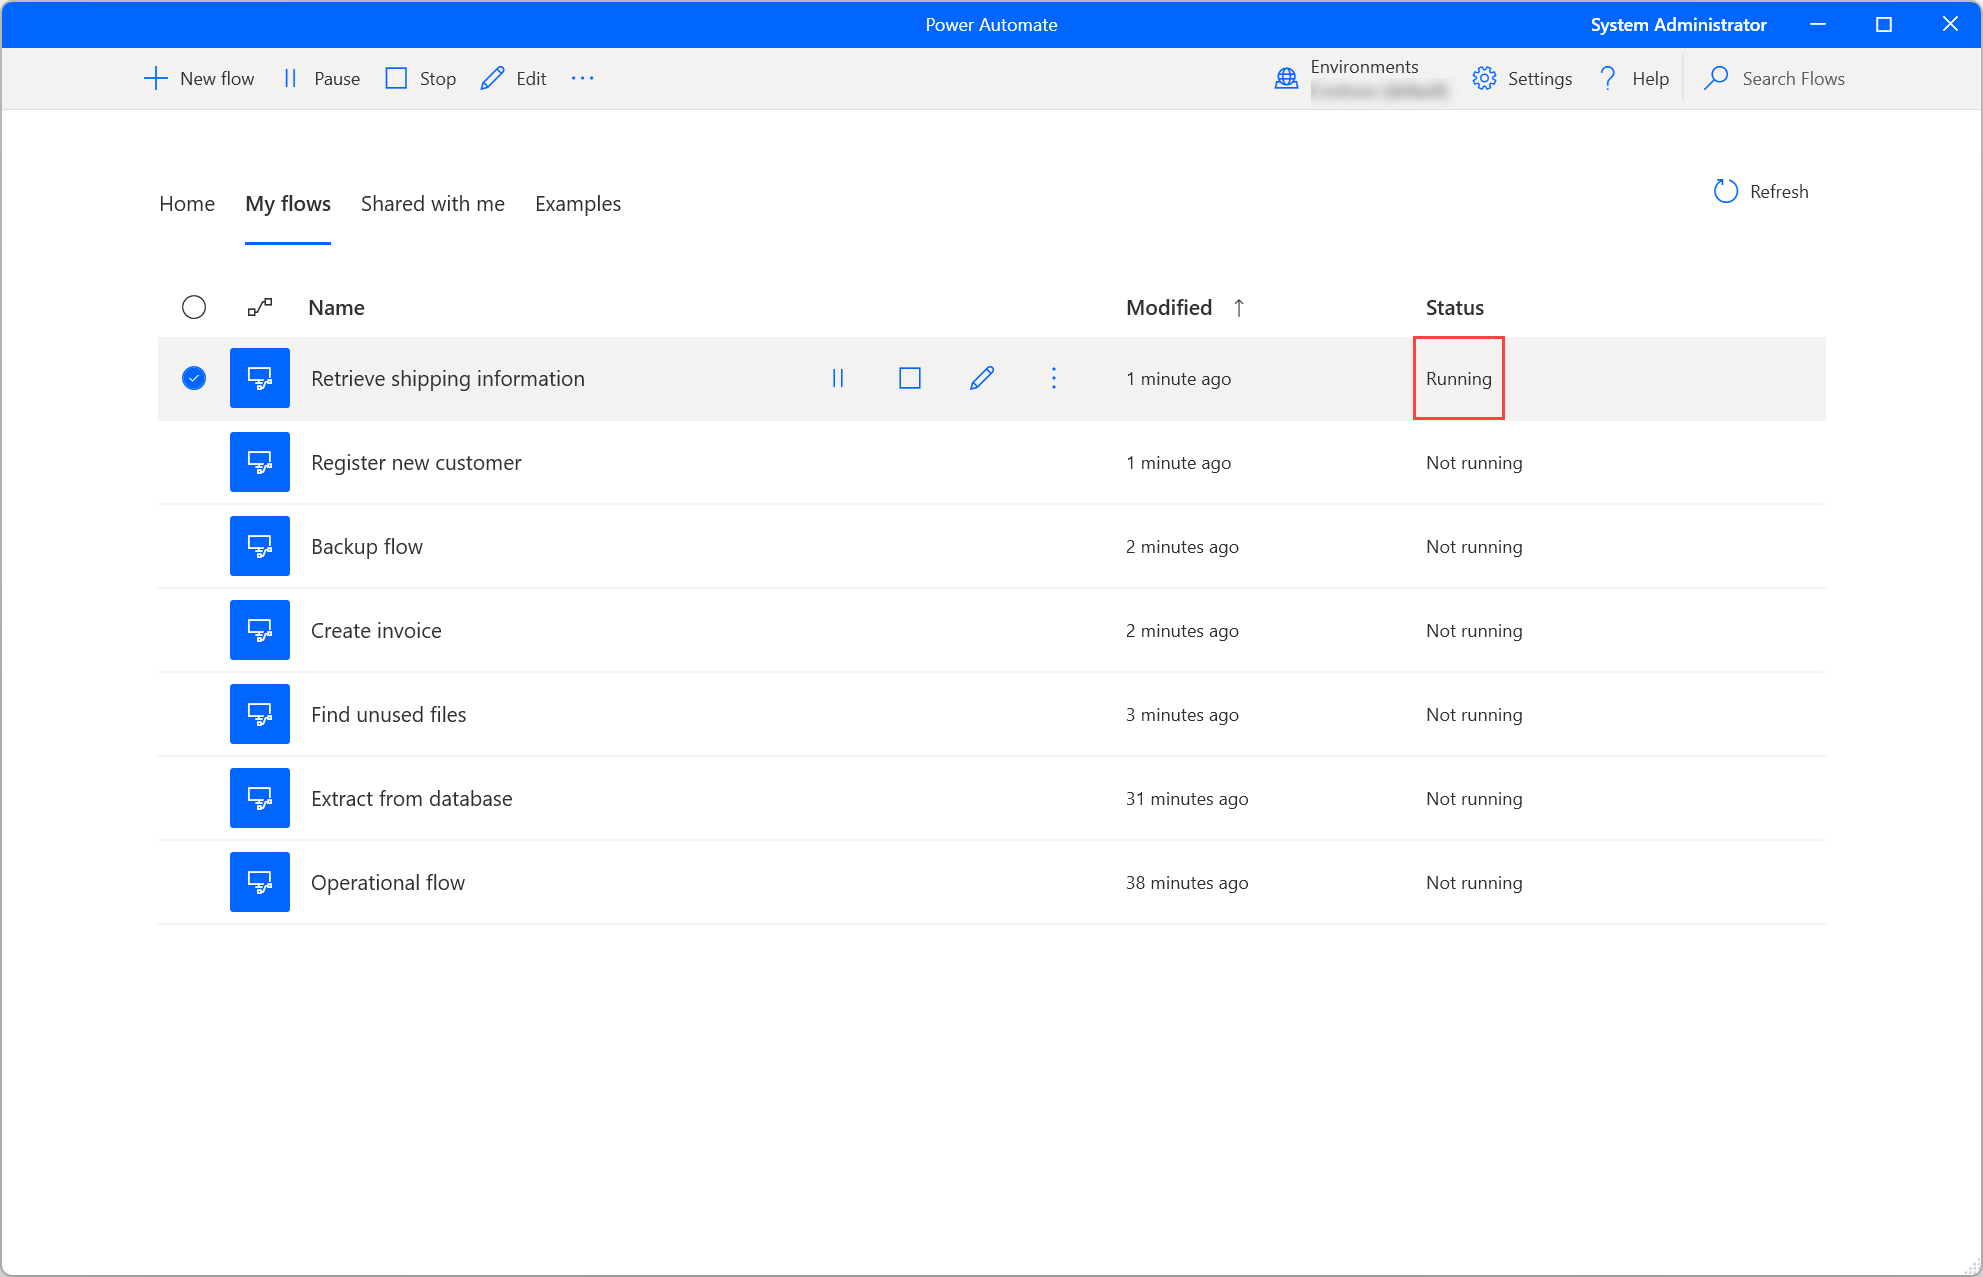 Power Automate
System Administrator
New flow Pause Stop Edit
Environments
Settings Help Search Flows
Home My flows Shared with me Examples
Refresh
Name Modified Status
Retrieve shipping information 1 minute ago Running
Register new customer 1 minute ago Not running
Backup flow 2 minutes ago Not running
Create invoice 2 minutes ago Not running
Find unused files 3 minutes ago Not running
Extract from database 31 minutes ago Not running
Operational flow 38 minutes ago Not running